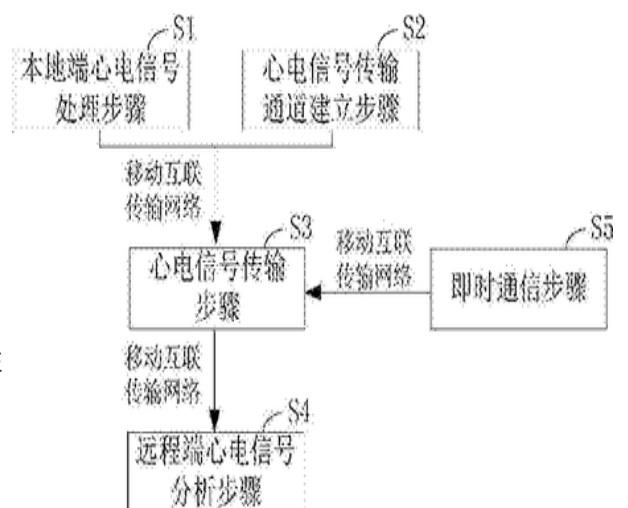 S1
S2
本地端心电信号
处理步骤
心电信号传输
通道建立步骤
移动互联
传输网络
S3
S5
心电信号传输
步骤
移动互联
传输网络
即时通信步骤
移动互联
传输网络
S4
远程端心电信号
分析步骤